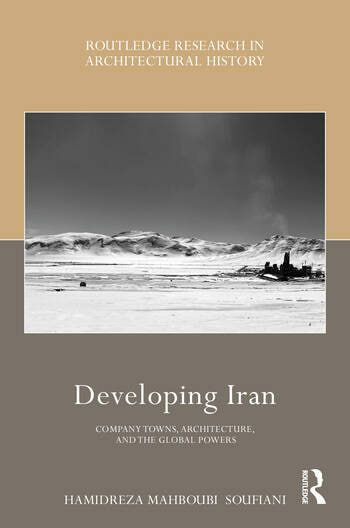 ROUTLEDGE RESEARCH IN
ARCHITECTURAL HISTORY
Developing Iran
COMPANY TOWNS, ARCHITECTURE,
AND THE GLOBAL POWERS
ROUTLEDGE
HAMIDREZA MAHBOUBI SOUFIANI